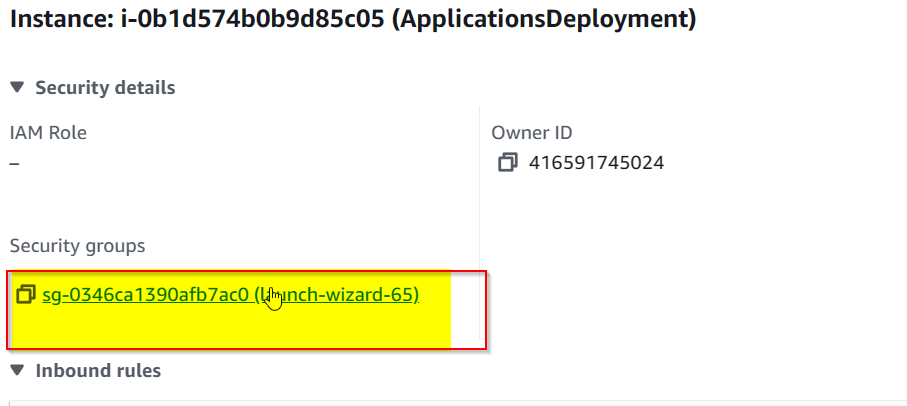 Instance: i-0b1d574b0b9d85c05 (ApplicationsDeployment)
Security details
IAM Role
–
Owner ID
416591745024
Security groups
sg-0346ca1390afb7ac0 (launch-wizard-65)
Inbound rules